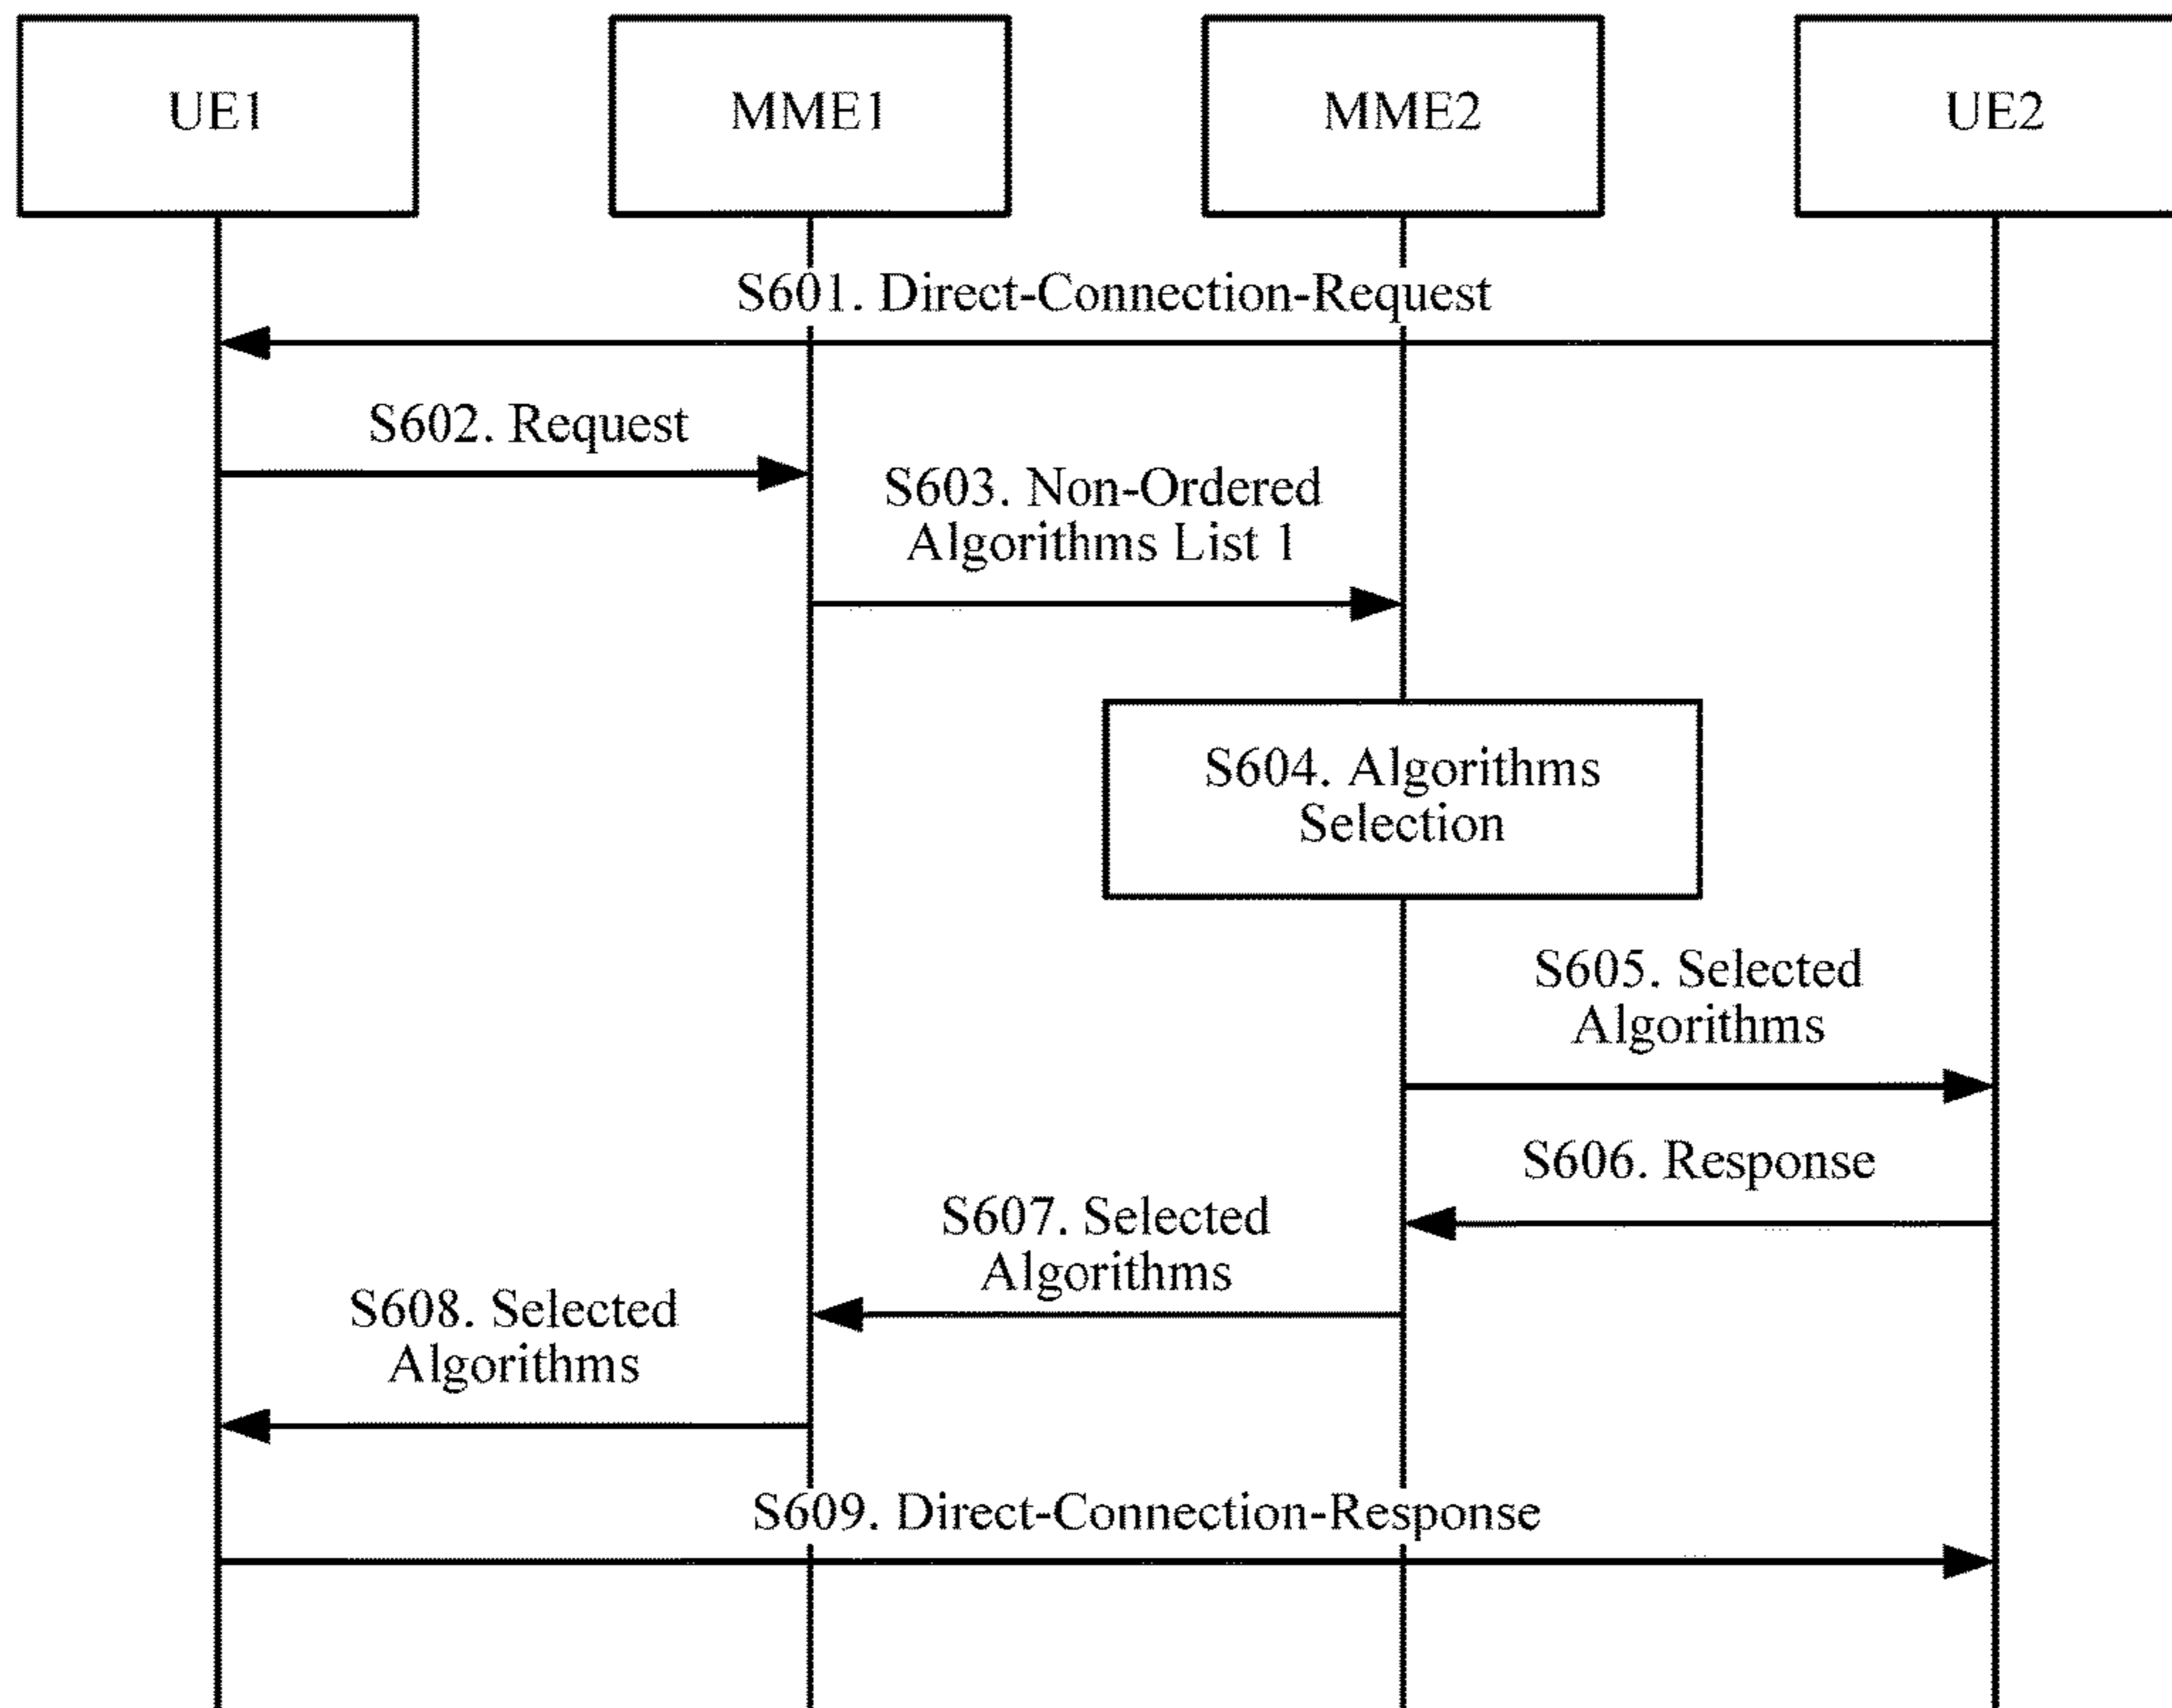 UE1
MME1
MME2
UE2
S601. Direct-Connection-Request
S602. Request
S603. Non-Ordered
Algorithms List 1
S604. Algorithms
Selection
S605. Selected
Algorithms
S606. Response
S607. Selected
Algorithms
S608. Selected
Algorithms
S609. Direct-Connection-Response